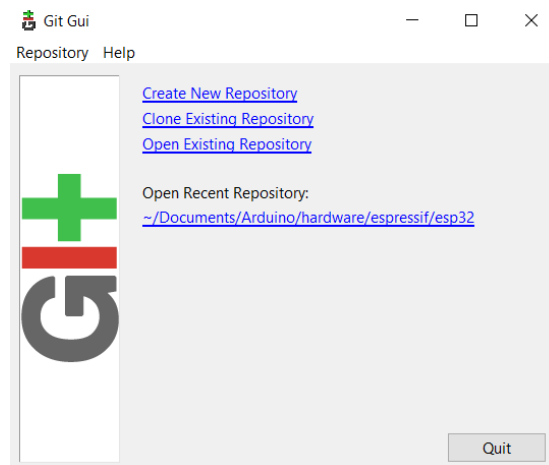 Git Gui
Repository Help
Create New Repository
Clone Existing Repository
Open Existing Repository
Open Recent Repository:
~/Documents/Arduino/hardware/espressif/esp32
GIt
Quit